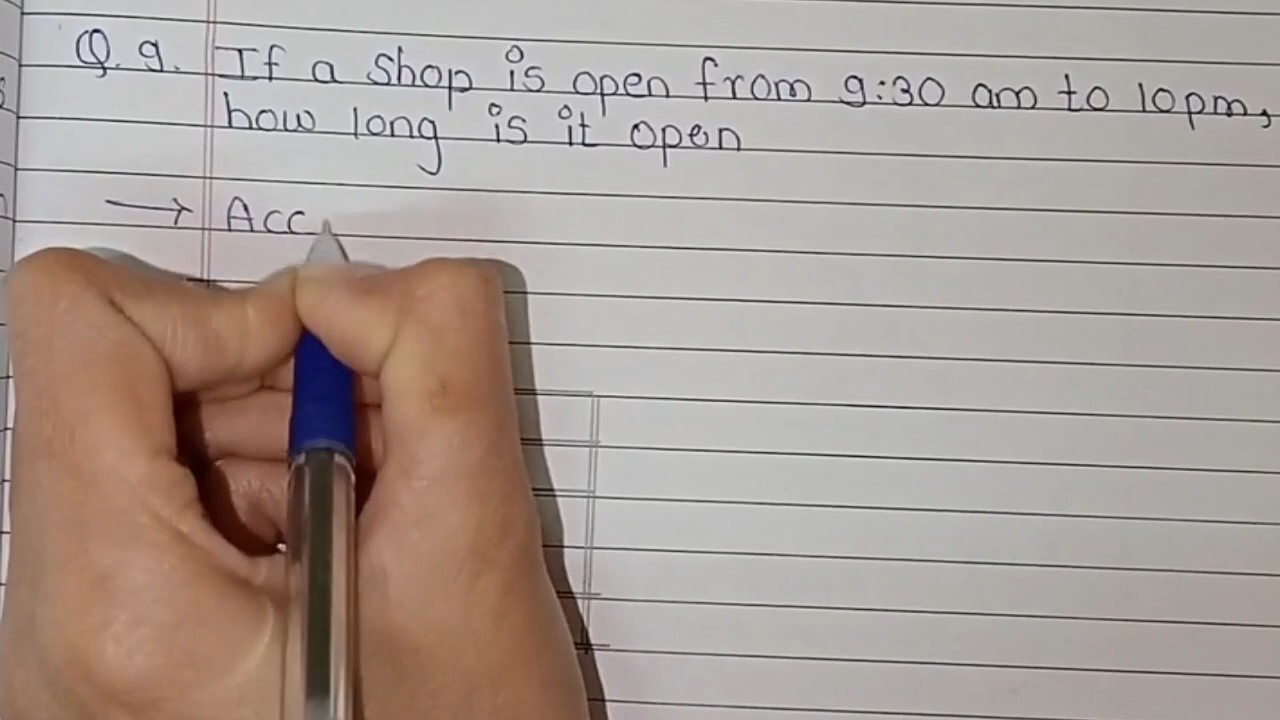 Q.9. If a shop is open from 9:30 am to 10pm,
how long is it open
→ Acc